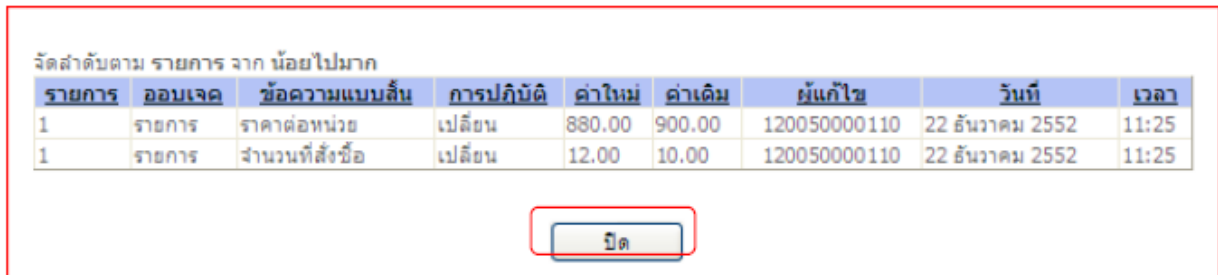 จัดลำดับตาม รายการ จาก น้อยไปมาก
รายการ ออบเจค ข้อความแบบสั้น การปฏิบัติ ค่าใหม่ ค่าเดิม ผู้แก้ไข วันที่ เวลา
1 รายการ ราคาต่อหน่วย เปลี่ยน 880.00 900.00 120050000110 22 ธันวาคม 2552 11:25
1 รายการ จำนวนที่สั่งซื้อ เปลี่ยน 12.00 10.00 120050000110 22 ธันวาคม 2552 11:25
ปิด